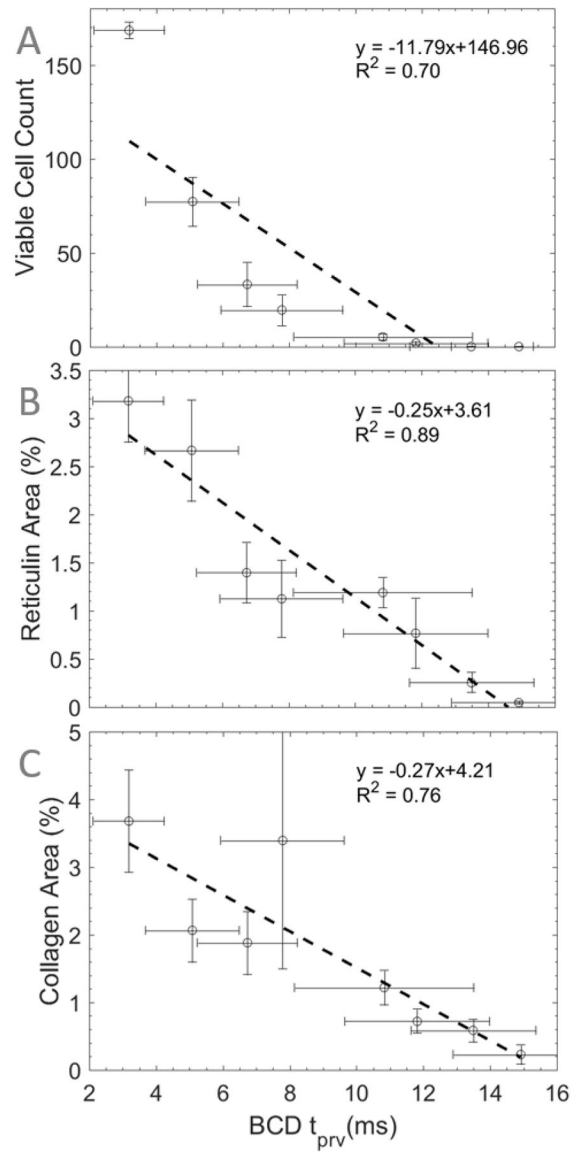 A
y = -11.79x+146.96
R² = 0.70
Viable Cell Count
150
100
50
0
B
y = -0.25x+3.61
R² = 0.89
Reticulin Area (%)
3.5
3
2.5
2
1.5
1
0.5
0
C
y = -0.27x+4.21
R² = 0.76
Collagen Area (%)
5
4
3
2
1
0
2 4 6 8 10 12 14 16
BCD t_prv(ms)